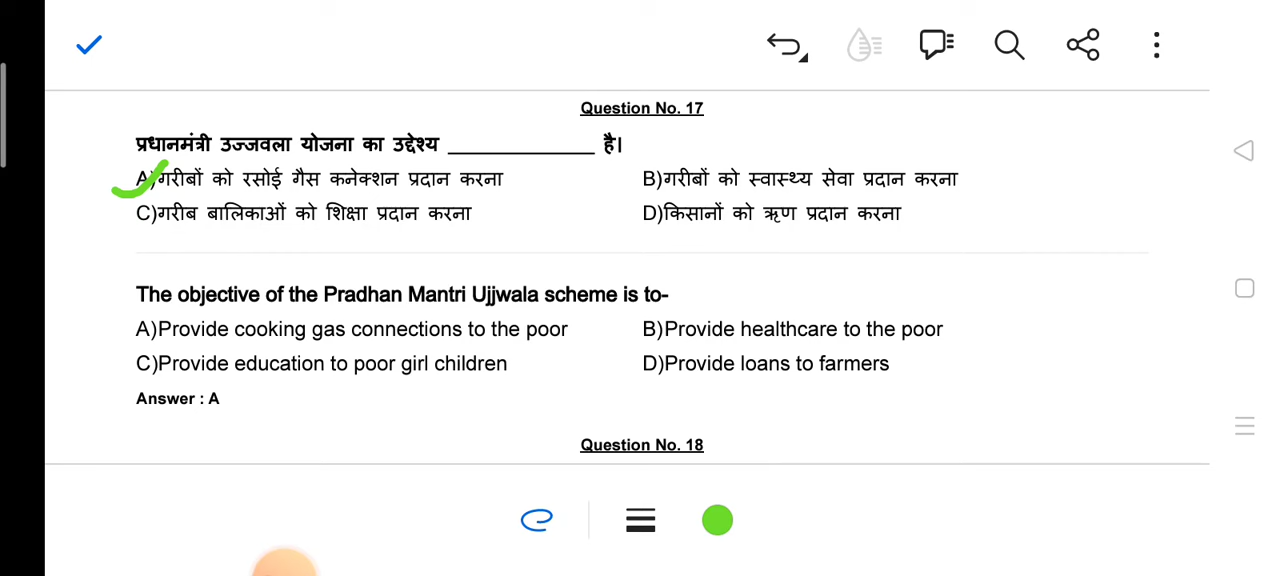 Question No. 17
प्रधानमंत्री उज्जवला योजना का उद्देश्य _____________ है।
A)गरीबों को रसोई गैस कनेक्शन प्रदान करना B)गरीबों को स्वास्थ्य सेवा प्रदान करना
C)गरीब बालिकाओं को शिक्षा प्रदान करना D)किसानों को ऋण प्रदान करना
The objective of the Pradhan Mantri Ujjwala scheme is to-
A)Provide cooking gas connections to the poor B)Provide healthcare to the poor
C)Provide education to poor girl children D)Provide loans to farmers
Answer : A
Question No. 18